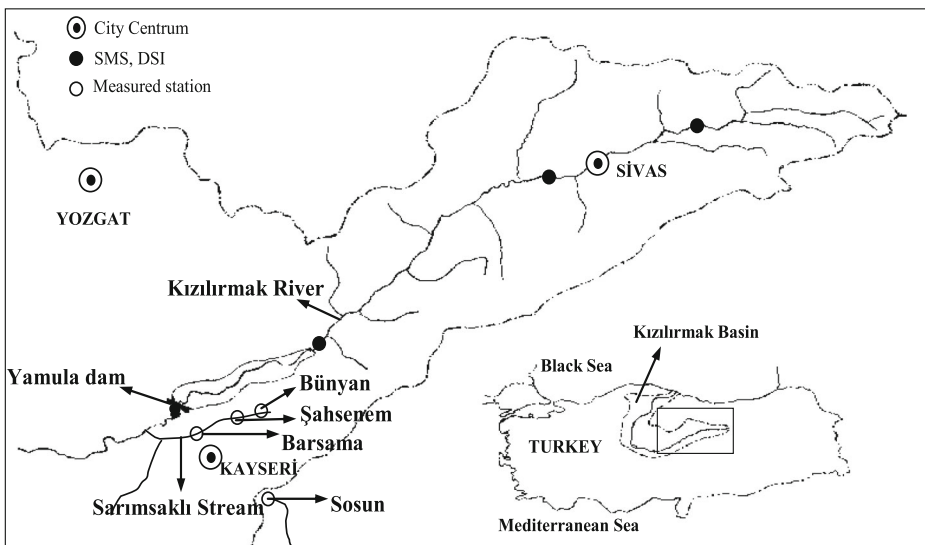 City Centrum
SMS, DSI
Measured station
SİVAS
YOZGAT
Kızılırmak River
Kızılırmak Basin
Black Sea
Yamula dam
Bünyan
Şahsenem
TURKEY
Barsama
KAYSERİ
Sarımsaklı Stream
Sosun
Mediterranean Sea